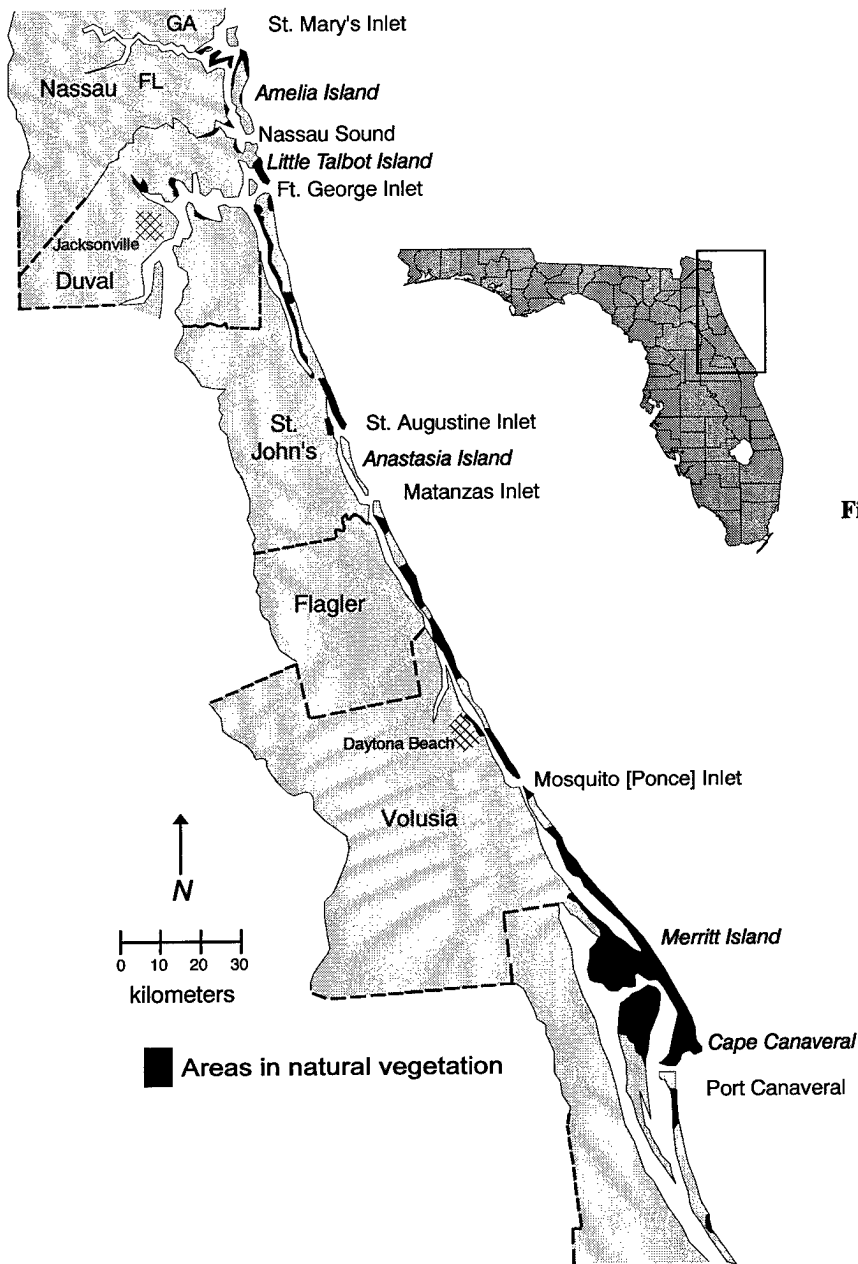 GA
St. Mary's Inlet
Nassau
FL
Amelia Island
Nassau Sound
Little Talbot Island
Ft. George Inlet
Jacksonville
Duval
St.
John's
St. Augustine Inlet
Anastasia Island
Matanzas Inlet
Fi
Flagler
Daytona Beach
Mosquito [Ponce] Inlet
Volusia
N
0 10 20 30
kilometers
Merritt Island
Cape Canaveral
Areas in natural vegetation
Port Canaveral